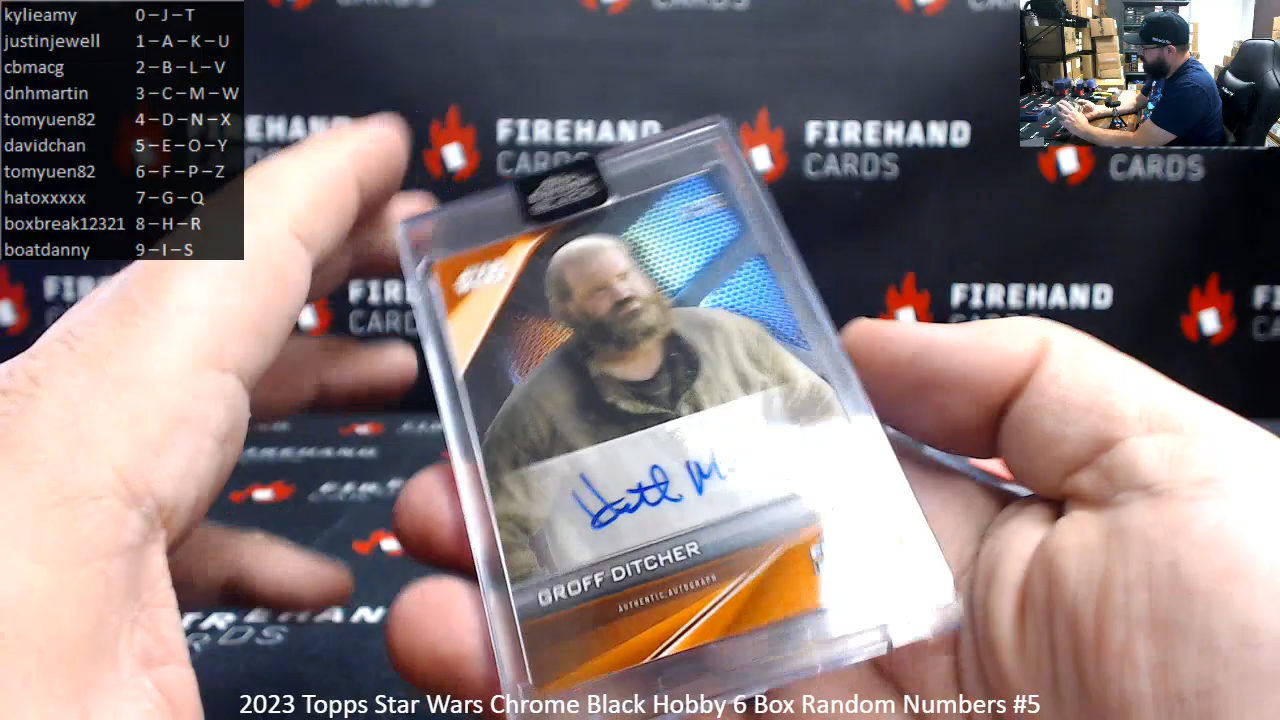 kylieamy 0-J-T
justinjewell 1-A-K-U
cbmacg 2-B-L-V
dnhmartin 3-C-M-W
tomyuen82 4-D-N-X
davidchan 5-E-O-Y
tomyuen82 6-F-P-Z
hatoxxxxx 7-G-Q
boxbreak12321 8-H-R
boatdanny 9-I-S
FIREHAND
CARDS
FIREHAND
CARDS
FIREHAND
CARDS
CARDS
GROFF DITCHER
AUTHENTIC AUTOGRAPH
2023 Topps Star Wars Chrome Black Hobby 6 Box Random Numbers #5